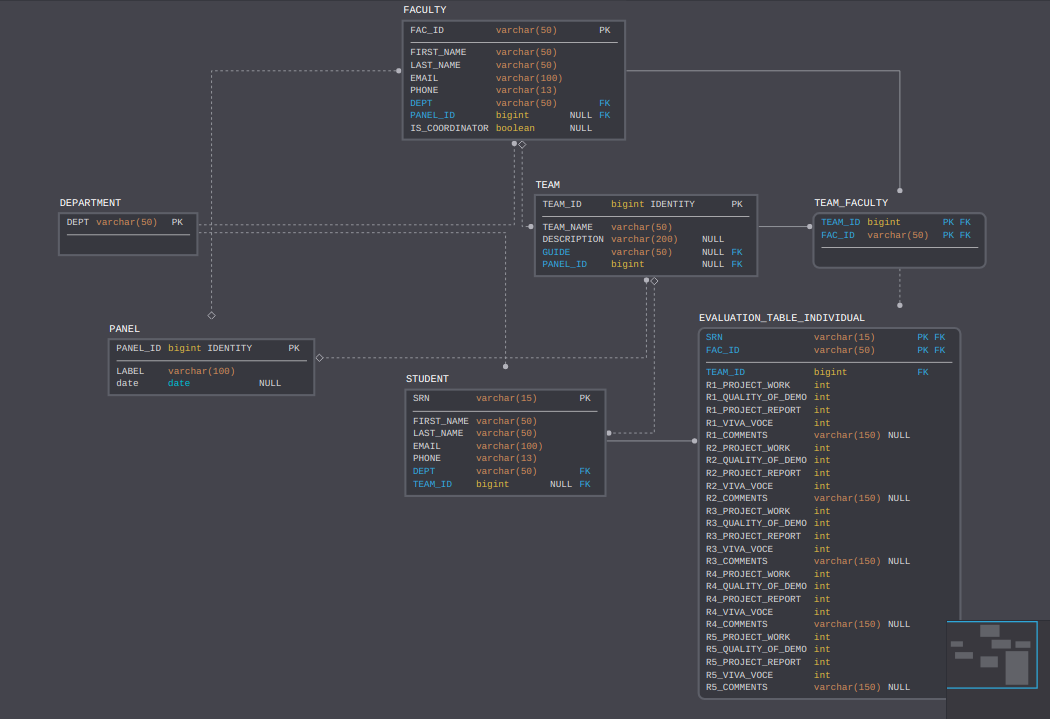 FACULTY
FAC_ID varchar(50) PK
FIRST_NAME varchar(50)
LAST_NAME varchar(50)
EMAIL varchar(100)
PHONE varchar(13)
DEPT varchar(50) FK
PANEL_ID bigint NULL FK
IS_COORDINATOR boolean NULL
TEAM
TEAM_ID bigint IDENTITY PK
TEAM_NAME varchar(50)
DESCRIPTION varchar(200) NULL
GUIDE varchar(50) NULL FK
PANEL_ID bigint NULL FK
DEPARTMENT
DEPT varchar(50) PK
TEAM_FACULTY
TEAM_ID bigint PK FK
FAC_ID varchar(50) PK FK
PANEL
PANEL_ID bigint IDENTITY PK
LABEL varchar(100)
date date NULL
STUDENT
SRN varchar(15) PK
FIRST_NAME varchar(50)
LAST_NAME varchar(50)
EMAIL varchar(100)
PHONE varchar(13)
DEPT varchar(50) FK
TEAM_ID bigint NULL FK
EVALUATION_TABLE_INDIVIDUAL
SRN varchar(15) PK FK
FAC_ID varchar(50) PK FK
TEAM_ID bigint FK
R1_PROJECT_WORK int
R1_QUALITY_OF_DEMO int
R1_PROJECT_REPORT int
R1_VIVA_VOCE int
R1_COMMENTS varchar(150) NULL
R2_PROJECT_WORK int
R2_QUALITY_OF_DEMO int
R2_PROJECT_REPORT int
R2_VIVA_VOCE int
R2_COMMENTS varchar(150) NULL
R3_PROJECT_WORK int
R3_QUALITY_OF_DEMO int
R3_PROJECT_REPORT int
R3_VIVA_VOCE int
R3_COMMENTS varchar(150) NULL
R4_PROJECT_WORK int
R4_QUALITY_OF_DEMO int
R4_PROJECT_REPORT int
R4_VIVA_VOCE int
R4_COMMENTS varchar(150) NULL
R5_PROJECT_WORK int
R5_QUALITY_OF_DEMO int
R5_PROJECT_REPORT int
R5_VIVA_VOCE int
R5_COMMENTS varchar(150) NULL